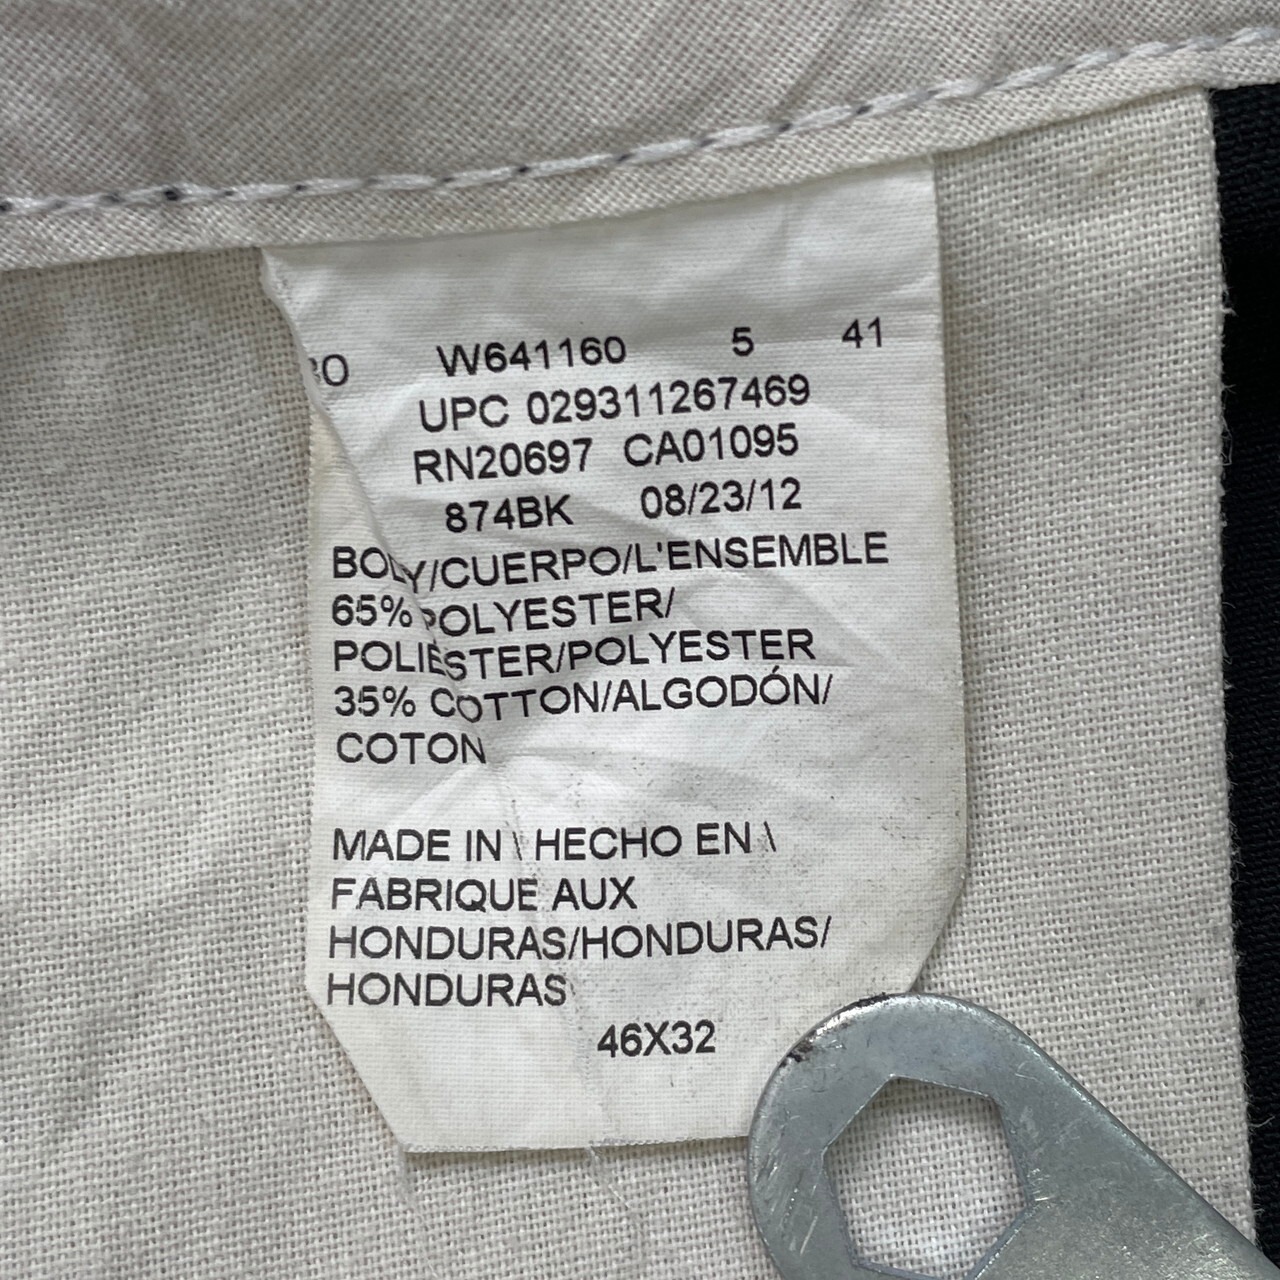 W641160 5 41
UPC 029311267469
RN20697 CA01095
874BK 08/23/12
BODY/CUERPO/L'ENSEMBLE
65% POLYESTER/
POLIÉSTER/POLYESTER
35% COTTON/ALGODÓN/
COTON
MADE IN \ HECHO EN \
FABRIQUE AUX
HONDURAS/HONDURAS/
HONDURAS
46X32